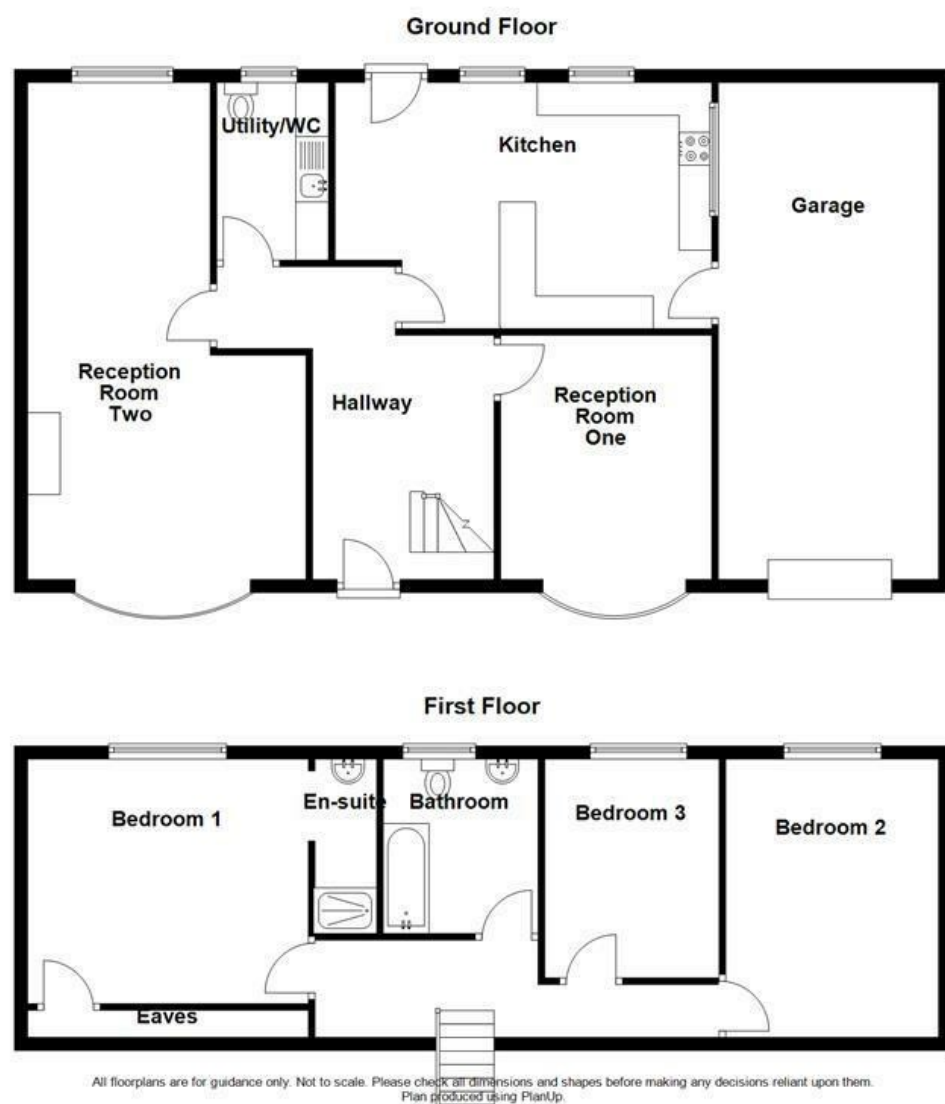 Ground Floor
Utility/WC
Kitchen
Garage
Reception
Room
Two
Hallway
Reception
Room
One
First Floor
Bedroom 1
En-suite
Bathroom
Bedroom 3
Bedroom 2
Eaves
All floorplans are for guidance only. Not to scale. Please check all dimensions and shapes before making any decisions reliant upon them.
Plan produced using PlanUp.